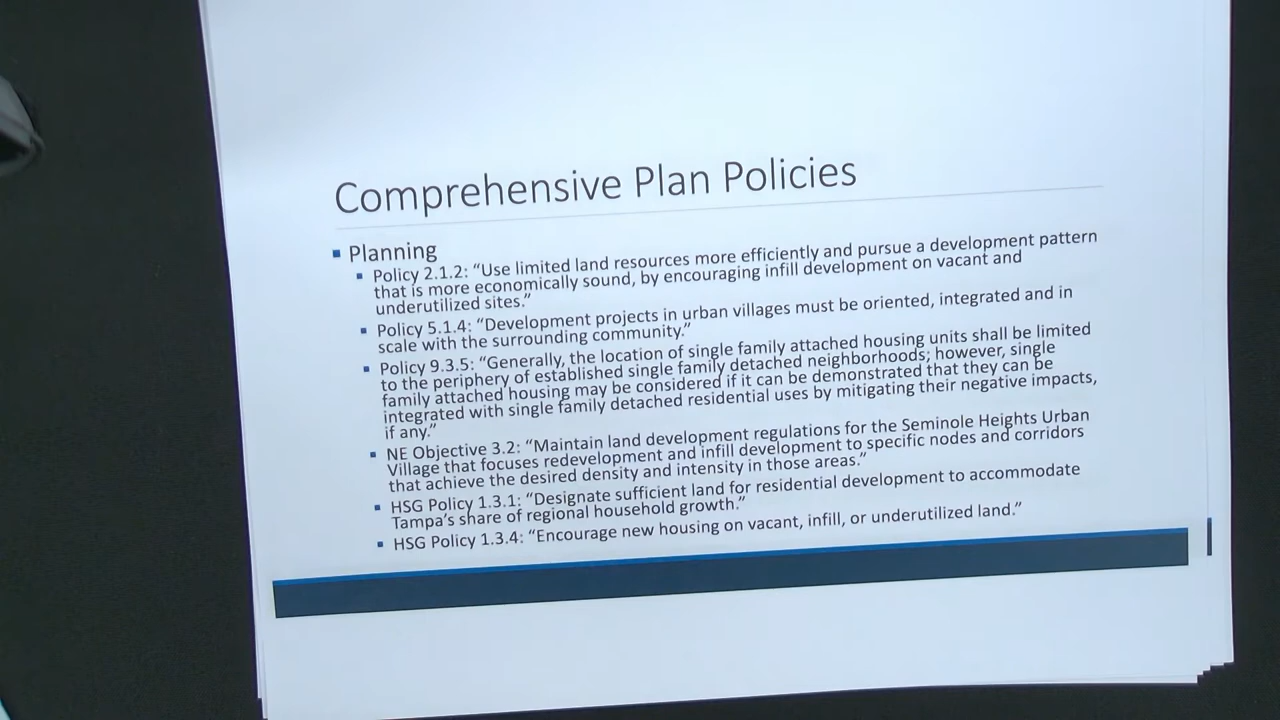 Comprehensive Plan Policies
Planning
Policy 2.1.2: “Use limited land resources more efficiently and pursue a development pattern
that is more economically sound, by encouraging infill development on vacant and
underutilized sites.”
Policy 5.1.4: “Development projects in urban villages must be oriented, integrated and in
scale with the surrounding community.”
Policy 9.3.5: “Generally, the location of single family attached housing units shall be limited
to the periphery of established single family detached neighborhoods; however, single
family attached housing may be considered if it can be demonstrated that they can be
integrated with single family detached residential uses by mitigating their negative impacts,
if any.”
NE Objective 3.2: “Maintain land development regulations for the Seminole Heights Urban
Village that focuses redevelopment and infill development to specific nodes and corridors
that achieve the desired density and intensity in those areas.”
HSG Policy 1.3.1: “Designate sufficient land for residential development to accommodate
Tampa’s share of regional household growth.”
HSG Policy 1.3.4: “Encourage new housing on vacant, infill, or underutilized land.”